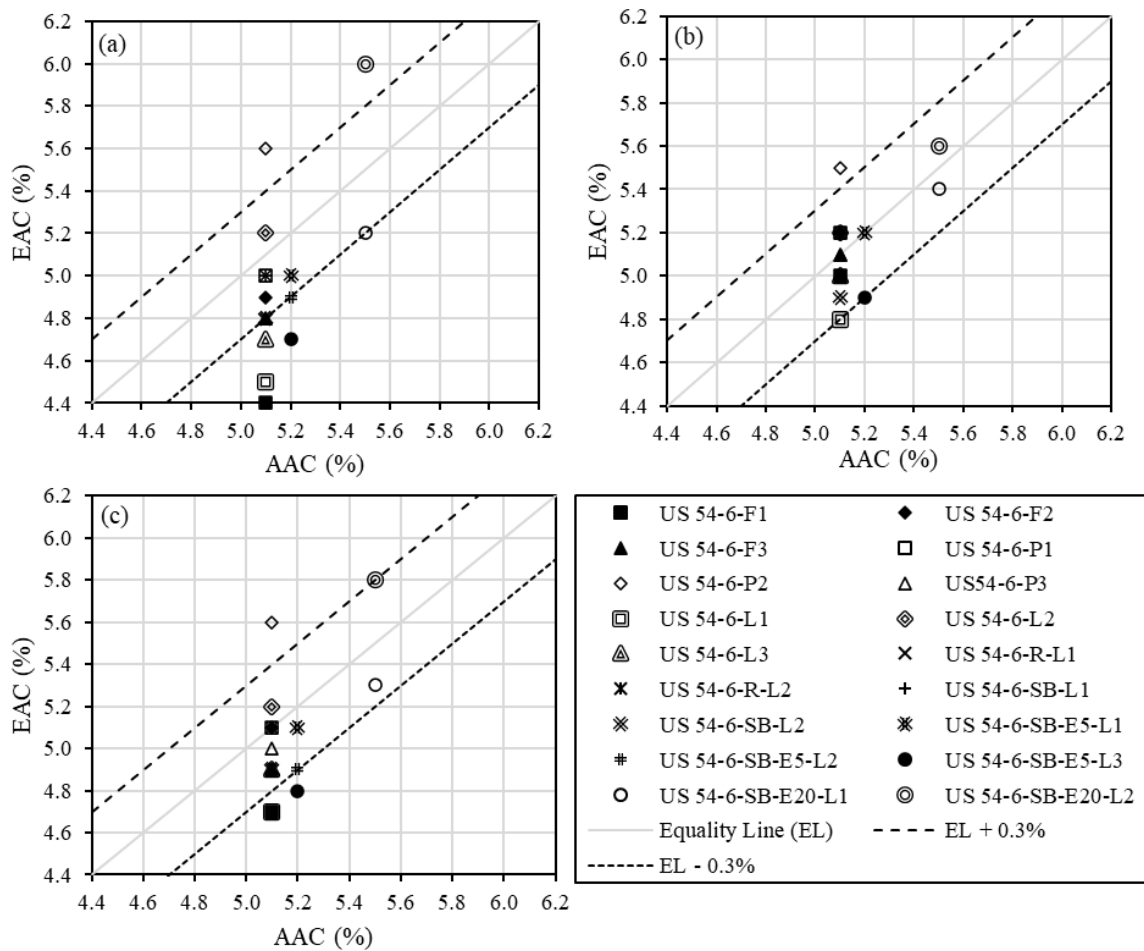 (a)
6.2
6.0
5.8
5.6
5.4
5.2
5.0
4.8
4.6
4.4
EAC (%)
4.4 4.6 4.8 5.0 5.2 5.4 5.6 5.8 6.0 6.2
AAC (%)
(b)
6.2
6.0
5.8
5.6
5.4
5.2
5.0
4.8
4.6
4.4
EAC (%)
4.4 4.6 4.8 5.0 5.2 5.4 5.6 5.8 6.0 6.2
AAC (%)
(c)
6.2
6.0
5.8
5.6
5.4
5.2
5.0
4.8
4.6
4.4
EAC (%)
4.4 4.6 4.8 5.0 5.2 5.4 5.6 5.8 6.0 6.2
AAC (%)
US 54-6-F1 US 54-6-F2
US 54-6-F3 US 54-6-P1
US 54-6-P2 US54-6-P3
US 54-6-L1 US 54-6-L2
US 54-6-L3 US 54-6-R-L1
US 54-6-R-L2 US 54-6-SB-L1
US 54-6-SB-L2 US 54-6-SB-E5-L1
US 54-6-SB-E5-L2 US 54-6-SB-E5-L3
US 54-6-SB-E20-L1 US 54-6-SB-E20-L2
Equality Line (EL) EL + 0.3%
EL - 0.3%